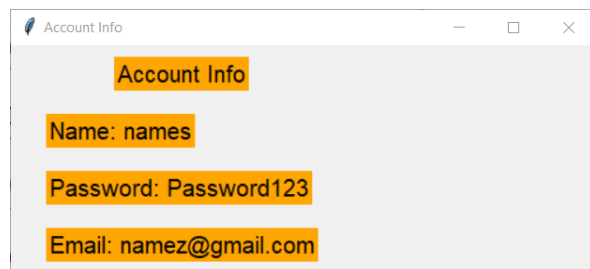 Account Info
Account Info
Name: names
Password: Password123
Email: namez@gmail.com